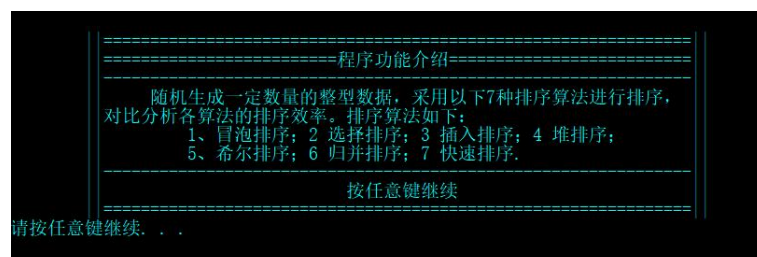 =========================程序功能介绍==========================
随机生成一定数量的整型数据，采用以下7种排序算法进行排序，
对比分析各算法的排序效率。排序算法如下：
1、冒泡排序；2 选择排序；3 插入排序；4 堆排序；
5、希尔排序；6 归并排序；7 快速排序.
按任意键继续
请按任意键继续. . .